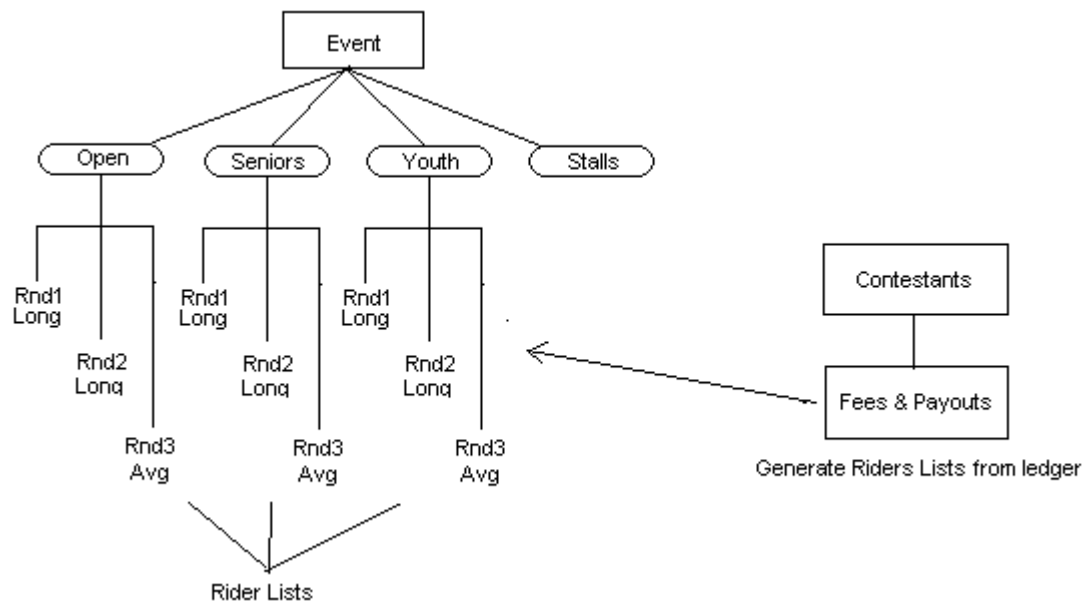 Event
Open
Seniors
Youth
Stalls
Rnd1
Long
Rnd2
Long
Rnd3
Avg
Rnd1
Long
Rnd2
Long
Rnd3
Avg
Rnd1
Long
Rnd2
Long
Rnd3
Avg
Rider Lists
Contestants
Fees & Payouts
Generate Riders Lists from ledger